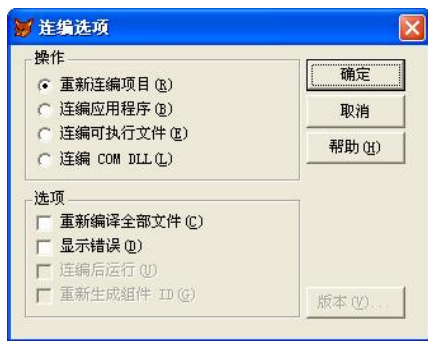 连编选项
操作
重新连编项目(R)
连编应用程序(B)
连编可执行文件(E)
连编 COM DLL(L)
确定
取消
帮助(H)
选项
重新编译全部文件(C)
显示错误(D)
连编后运行(U)
重新生成组件 ID(G)
版本(V)...